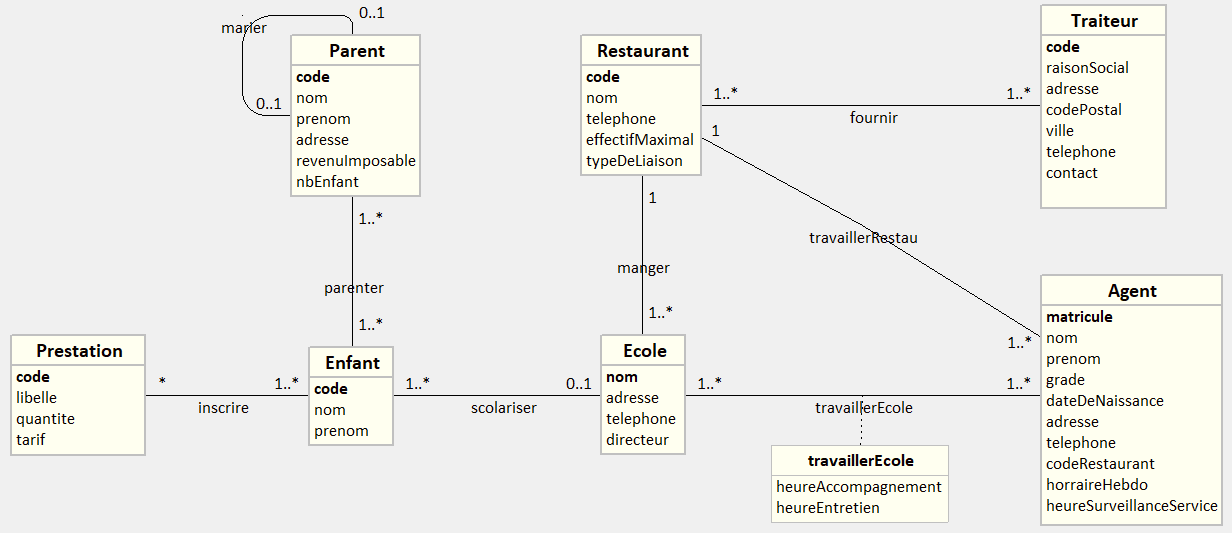 marier
0..1
0..1
Parent
code
nom
prenom
adresse
revenuImposable
nbEnfant
1..*
parenter
1..*
Restaurant
code
nom
telephone
effectifMaximal
typeDeLiaison
1..*
fournir
1..*
1
travaillerRestau
1..*
1
manger
1..*
Traiteur
code
raisonSocial
adresse
codePostal
ville
telephone
contact
Prestation
code
libelle
quantite
tarif
*
inscrire
1..*
Enfant
code
nom
prenom
1..*
scolariser
0..1
Ecole
nom
adresse
telephone
directeur
1..*
travaillerEcole
1..*
travaillerEcole
heureAccompagnement
heureEntretien
Agent
matricule
nom
prenom
grade
dateDeNaissance
adresse
telephone
codeRestaurant
horraireHebdo
heureSurveillanceService